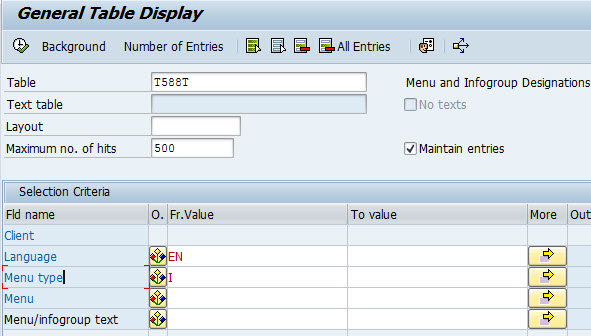 General Table Display
Background Number of Entries All Entries
Table T588T Menu and Infogroup Designations
Text table No texts
Layout
Maximum no. of hits 500 Maintain entries
Selection Criteria
Fld name O. Fr.Value To value More Out
Client
Language EN
Menu type I
Menu
Menu/infogroup text